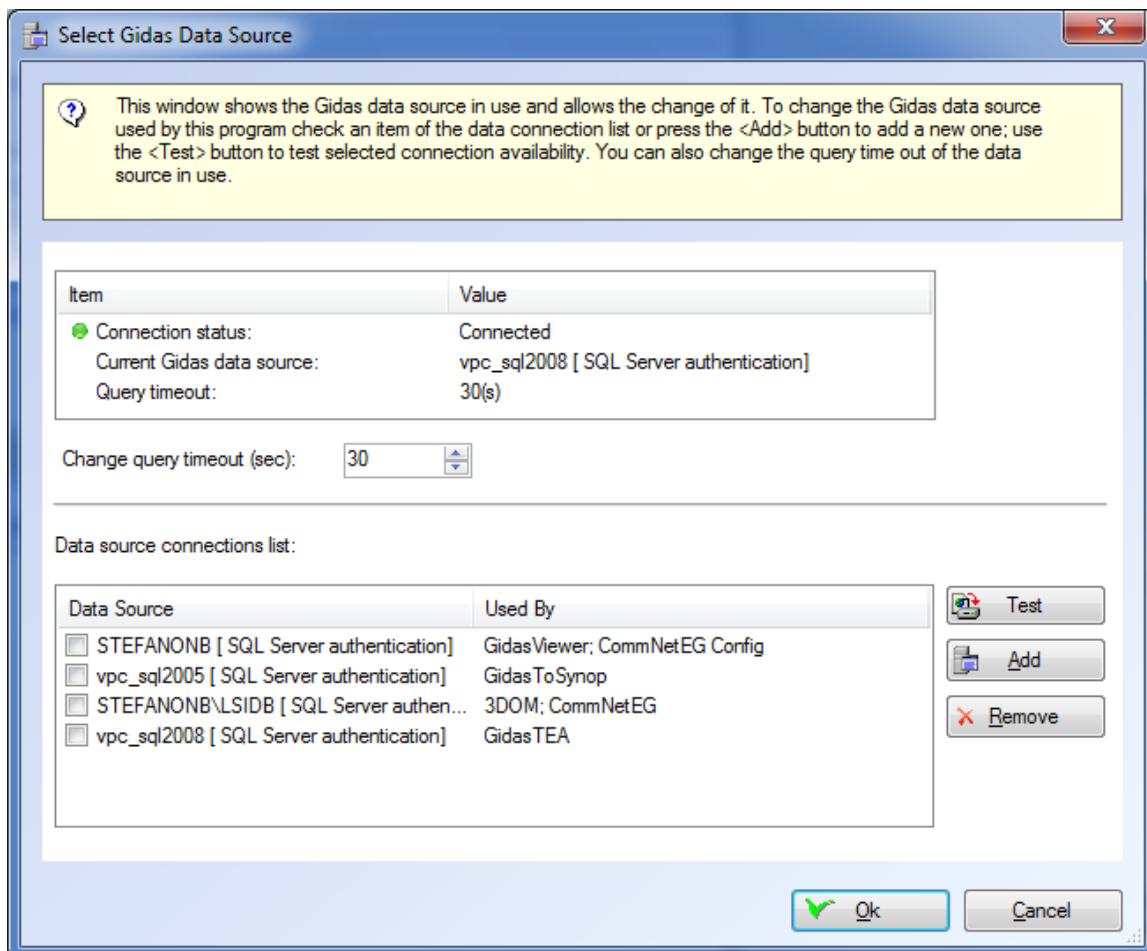 Select Gidas Data Source
This window shows the Gidas data source in use and allows the change of it. To change the Gidas data source
used by this program check an item of the data connection list or press the <Add> button to add a new one; use
the <Test> button to test selected connection availability. You can also change the query time out of the data
source in use.
Item Value
Connection status: Connected
Current Gidas data source: vpc_sql2008 [ SQL Server authentication]
Query timeout: 30(s)
Change query timeout (sec): 30
Data source connections list:
Data Source Used By
STEFANONB [ SQL Server authentication] GidasViewer; CommNetEG Config
vpc_sql2005 [ SQL Server authentication] GidasToSynop
STEFANONB\LSIDB [ SQL Server authen... 3DOM; CommNetEG
vpc_sql2008 [ SQL Server authentication] GidasTEA
Test
Add
Remove
Ok Cancel